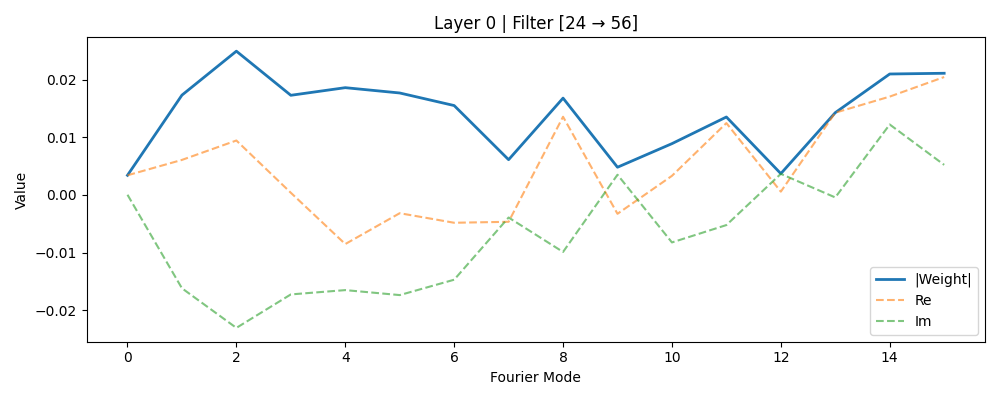 Layer 0 | Filter [24 → 56]
Value
0.02
0.01
0.00
−0.01
−0.02
|Weight|
Re
Im
0 2 4 6 8 10 12 14
Fourier Mode